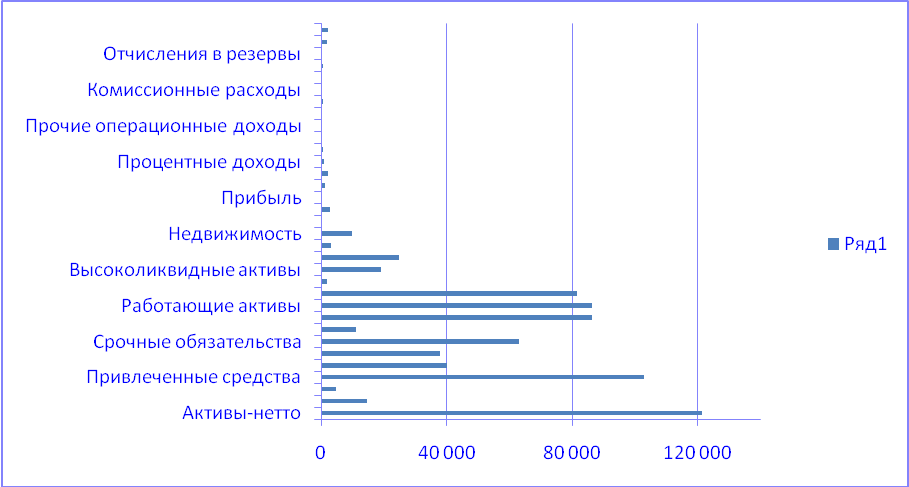 Отчисления в резервы
Комиссионные расходы
Прочие операционные доходы
Процентные доходы
Прибыль
Недвижимость
Высоколиквидные активы
Работающие активы
Срочные обязательства
Привлеченные средства
Активы-нетто
Ряд1
0 40 000 80 000 120 000